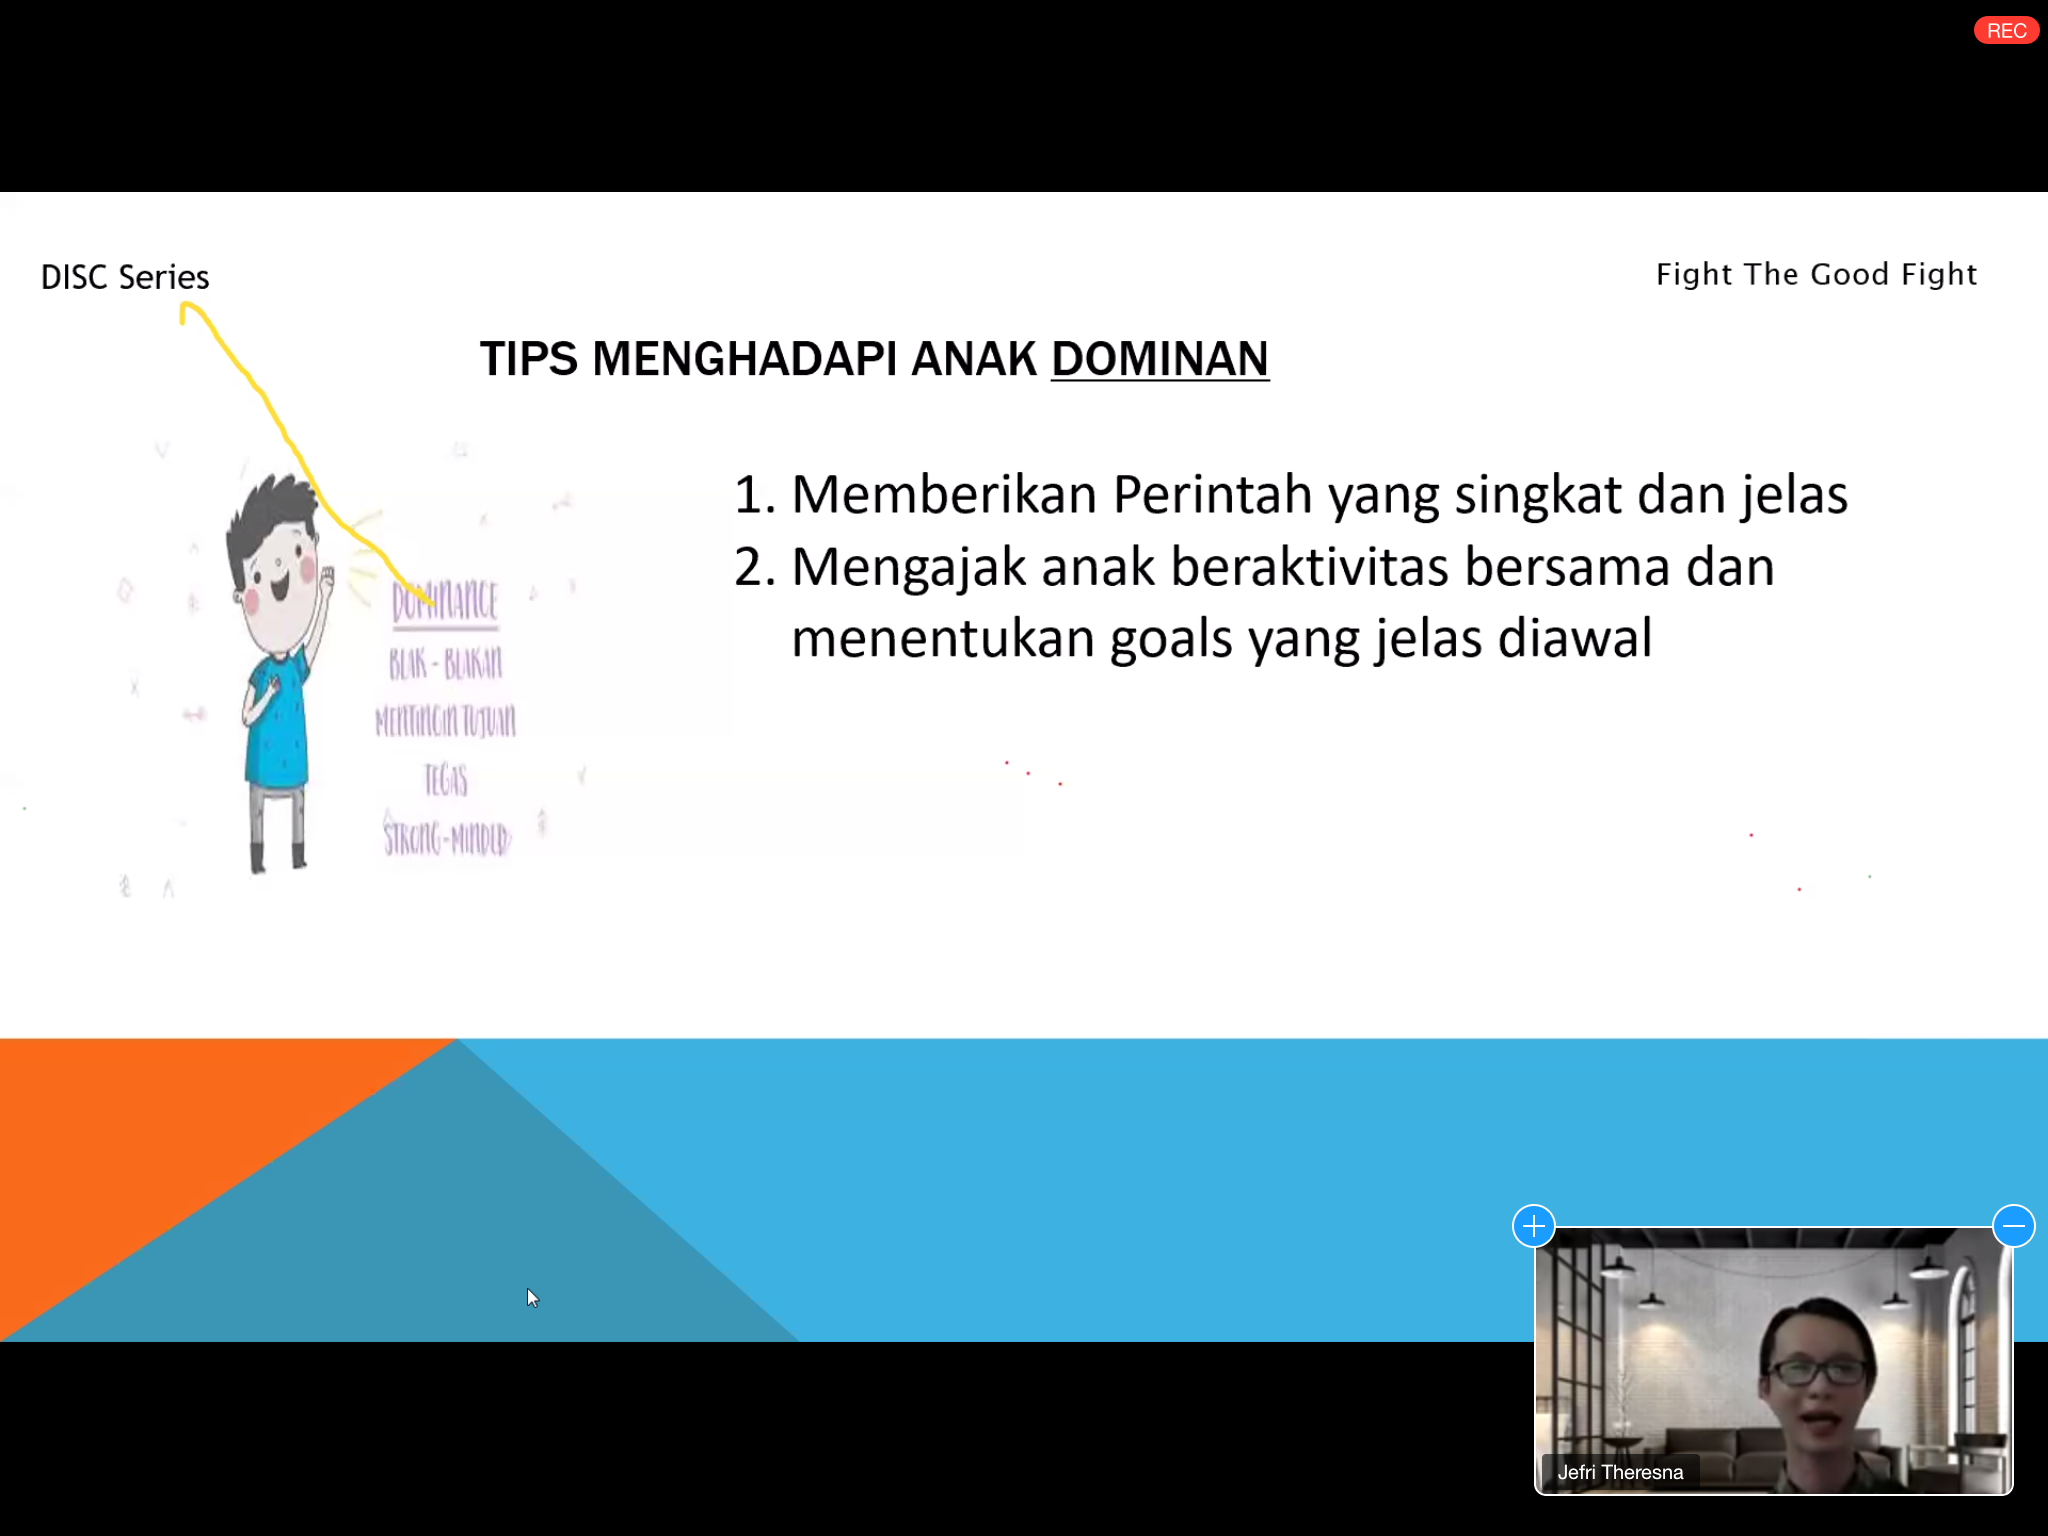 REC
DISC Series
Fight The Good Fight
TIPS MENGHADAPI ANAK DOMINAN
1. Memberikan Perintah yang singkat dan jelas
2. Mengajak anak beraktivitas bersama dan
menentukan goals yang jelas diawal
DOMINANCE
BLAK - BLAKAN
MENTINGIN TUJUAN
TEGAS
STRONG-MINDED
Jefri Theresna